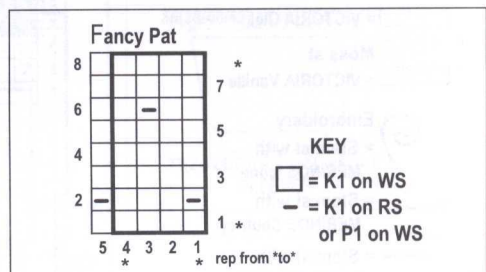 Fancy Pat
8
*
7
6
5
4
3
2
1 *
5 4 3 2 1
* *
rep from *to*
KEY
= K1 on WS
= K1 on RS
or P1 on WS